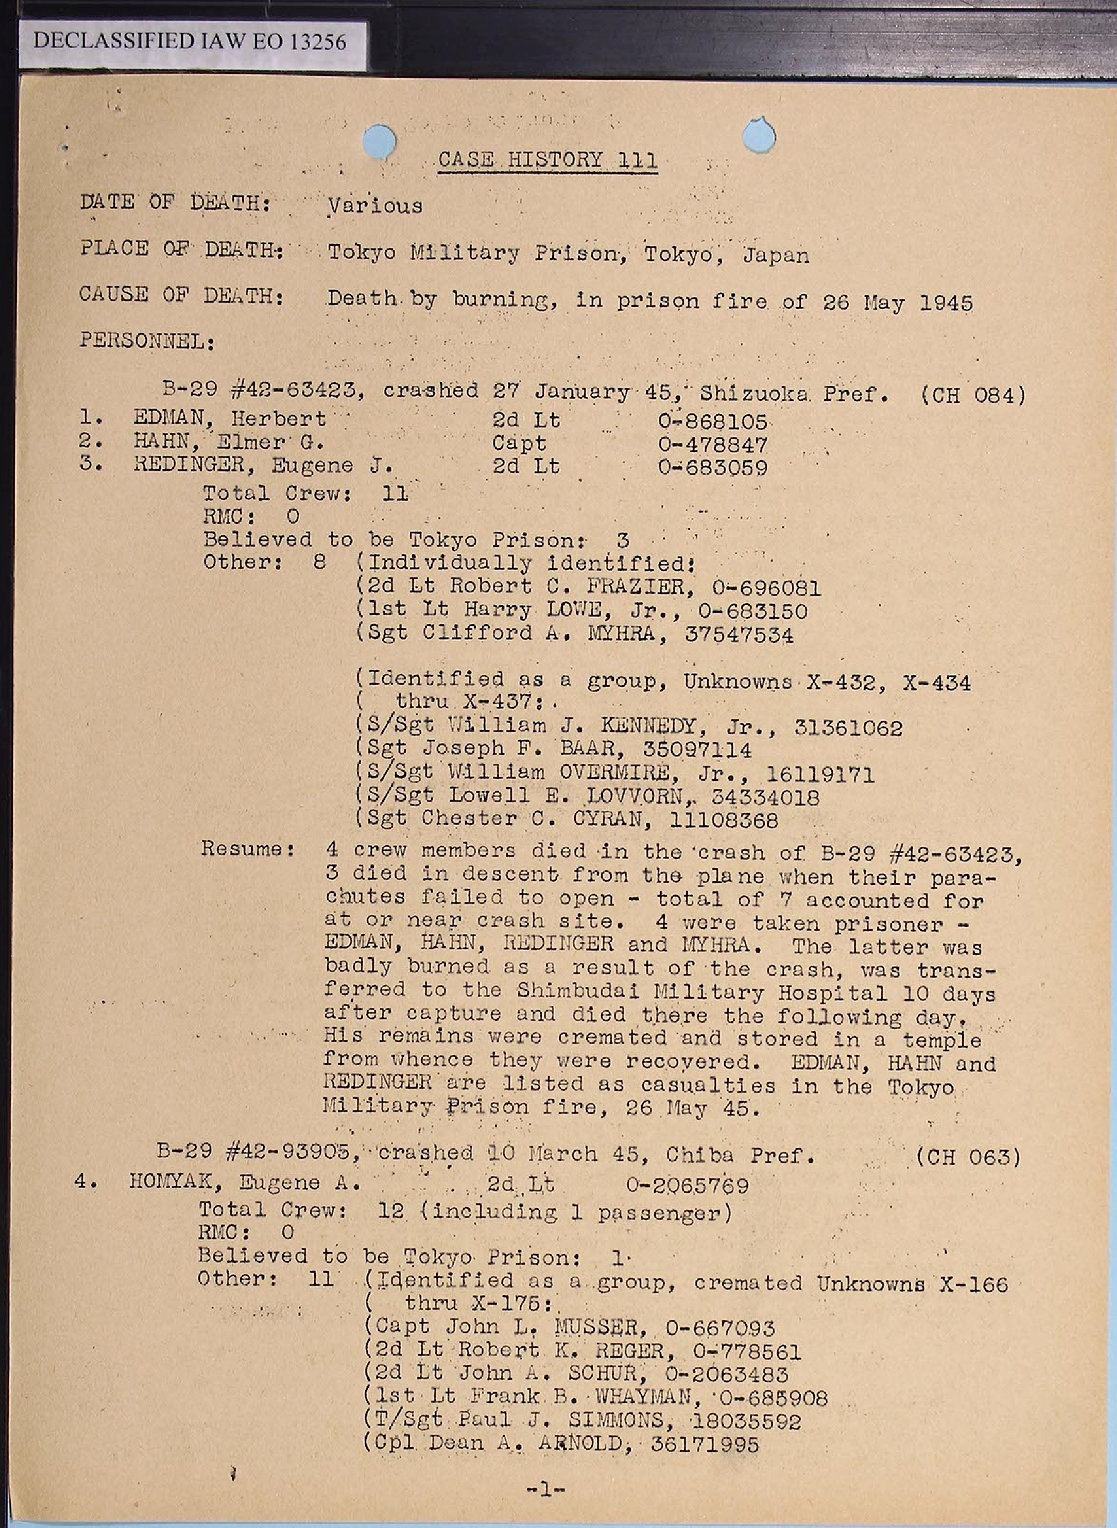 DECLASSIFIED IAW EO 13256
CASE HISTORY 111
DATE OF DEATH: Various
PLACE OF DEATH: Tokyo Military Prison, Tokyo, Japan
CAUSE OF DEATH: Death by burning, in prison fire of 26 May 1945
PERSONNEL:
B-29 #42-63423, crashed 27 January 45, Shizuoka Pref. (CH 084)
1. EDMAN, Herbert 2d Lt O-868105
2. HAHN, Elmer G. Capt O-478847
3. REDINGER, Eugene J. 2d Lt O-683059
Total Crew: 11
RMC: 0
Believed to be Tokyo Prison: 3
Other: 8 (Individually identified:
(2d Lt Robert C. FRAZIER, O-696081
(1st Lt Harry LOWE, Jr., O-683150
(Sgt Clifford A. MYHRA, 37547534
(Identified as a group, Unknowns X-432, X-434
( thru X-437:
(S/Sgt William J. KENNEDY, Jr., 31361062
(Sgt Joseph F. BAAR, 35097114
(S/Sgt William OVERMIRE, Jr., 16119171
(S/Sgt Lowell E. LOVVORN, 34334018
(Sgt Chester C. CYRAN, 11108368
Resume: 4 crew members died in the crash of B-29 #42-63423,
3 died in descent from the plane when their para-
chutes failed to open - total of 7 accounted for
at or near crash site. 4 were taken prisoner -
EDMAN, HAHN, REDINGER and MYHRA. The latter was
badly burned as a result of the crash, was trans-
ferred to the Shimbudai Military Hospital 10 days
after capture and died there the following day.
His remains were cremated and stored in a temple
from whence they were recovered. EDMAN, HAHN and
REDINGER are listed as casualties in the Tokyo
Military Prison fire, 26 May 45.
B-29 #42-93905, crashed 10 March 45, Chiba Pref. (CH 063)
4. HOMYAK, Eugene A. 2d Lt O-2065769
Total Crew: 12 (including 1 passenger)
RMC: 0
Believed to be Tokyo Prison: 1
Other: 11 (Identified as a group, cremated Unknowns X-166
( thru X-175:
(Capt John L. MUSSER, O-667093
(2d Lt Robert K. REGER, O-778561
(2d Lt John A. SCHUR, O-2063483
(1st Lt Frank B. WHAYMAN, O-685908
(T/Sgt Paul J. SIMMONS, 18035592
(Cpl Dean A. ARNOLD, 36171995
-1-